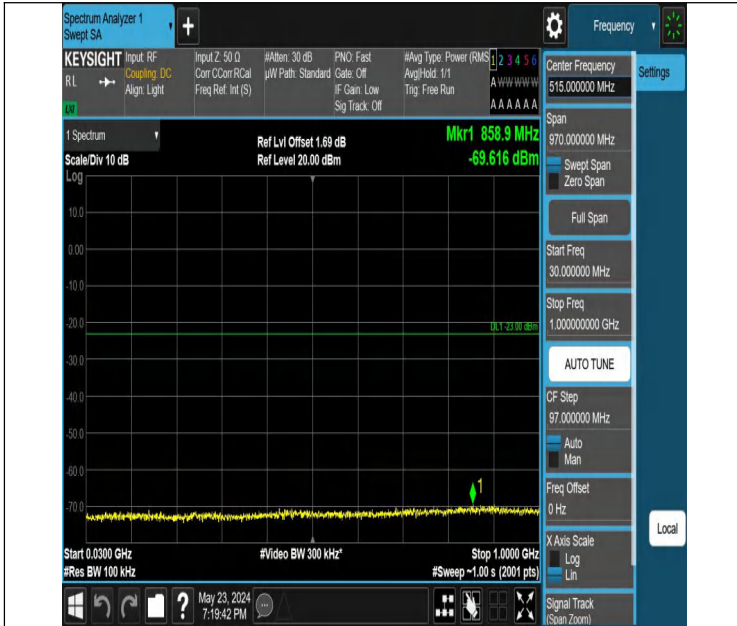 Spectrum Analyzer 1
Swept SA
+
Frequency
KEYSIGHT
RL
Input: RF
Coupling: DC
Align: Light
Input Z: 50 Ω
Corr CCorr RCal
Freq Ref: Int (S)
#Atten: 30 dB
µW Path: Standard
PNO: Fast
Gate: Off
IF Gain: Low
Sig Track: Off
#Avg Type: Power (RMS
Avg|Hold: 1/1
Trig: Free Run
1 2 3 4 5 6
A W W W W W
A A A A A A
1 Spectrum
Scale/Div 10 dB
Log
Ref Lvl Offset 1.69 dB
Ref Level 20.00 dBm
Mkr1 858.9 MHz
-69.616 dBm
10.0
0.00
-10.0
-20.0
DL1 -23.00 dBm
-30.0
-40.0
-50.0
-60.0
1
-70.0
Start 0.0300 GHz
#Res BW 100 kHz
#Video BW 300 kHz*
Stop 1.0000 GHz
#Sweep ~1.00 s (2001 pts)
?
May 23, 2024
7:19:42 PM
Center Frequency
515.000000 MHz
Span
970.000000 MHz
Swept Span
Zero Span
Full Span
Start Freq
30.000000 MHz
Stop Freq
1.000000000 GHz
AUTO TUNE
CF Step
97.000000 MHz
Auto
Man
Freq Offset
0 Hz
X Axis Scale
Log
Lin
Signal Track
(Span Zoom)
Settings
Local